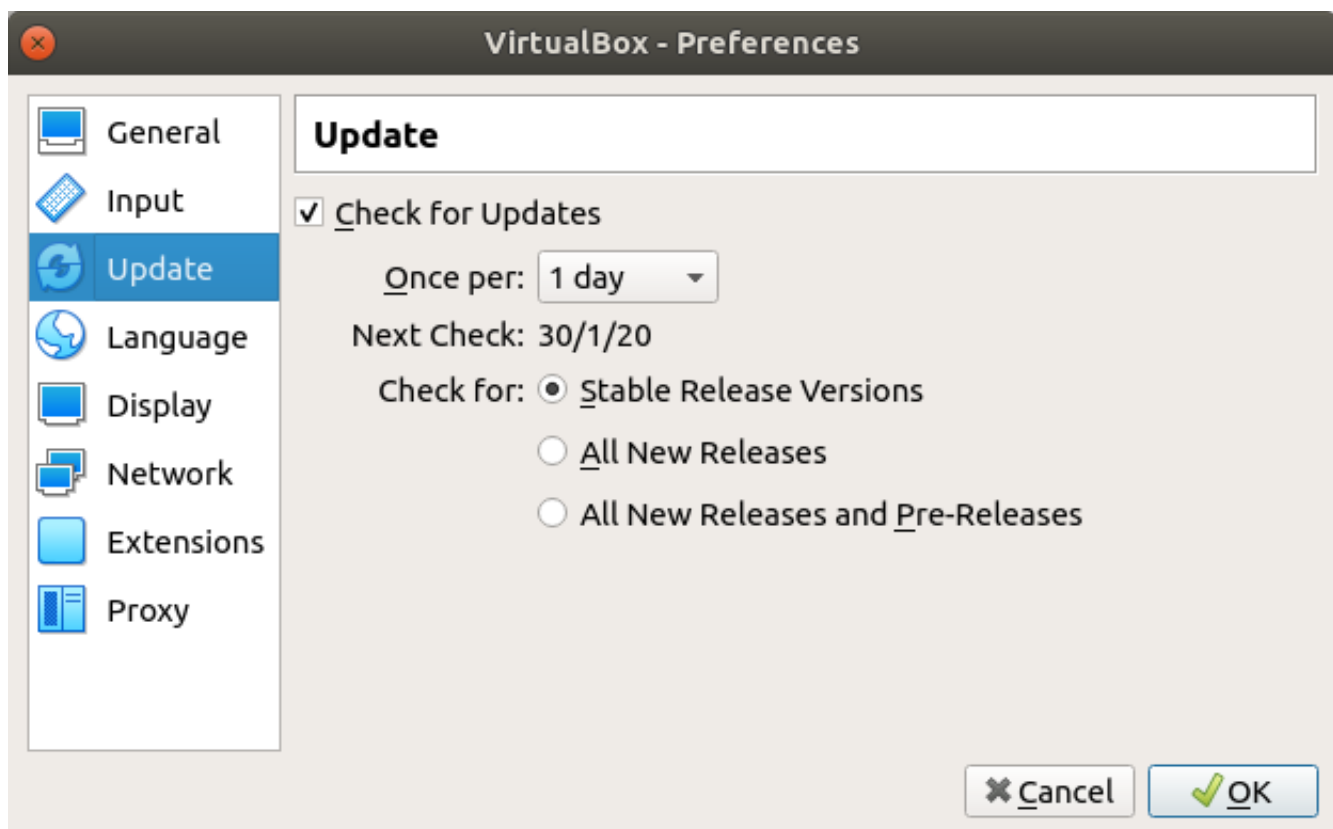 VirtualBox - Preferences
General
Input
Update
Language
Display
Network
Extensions
Proxy
Update
Check for Updates
Once per: 1 day
Next Check: 30/1/20
Check for: Stable Release Versions
All New Releases
All New Releases and Pre-Releases
Cancel
OK